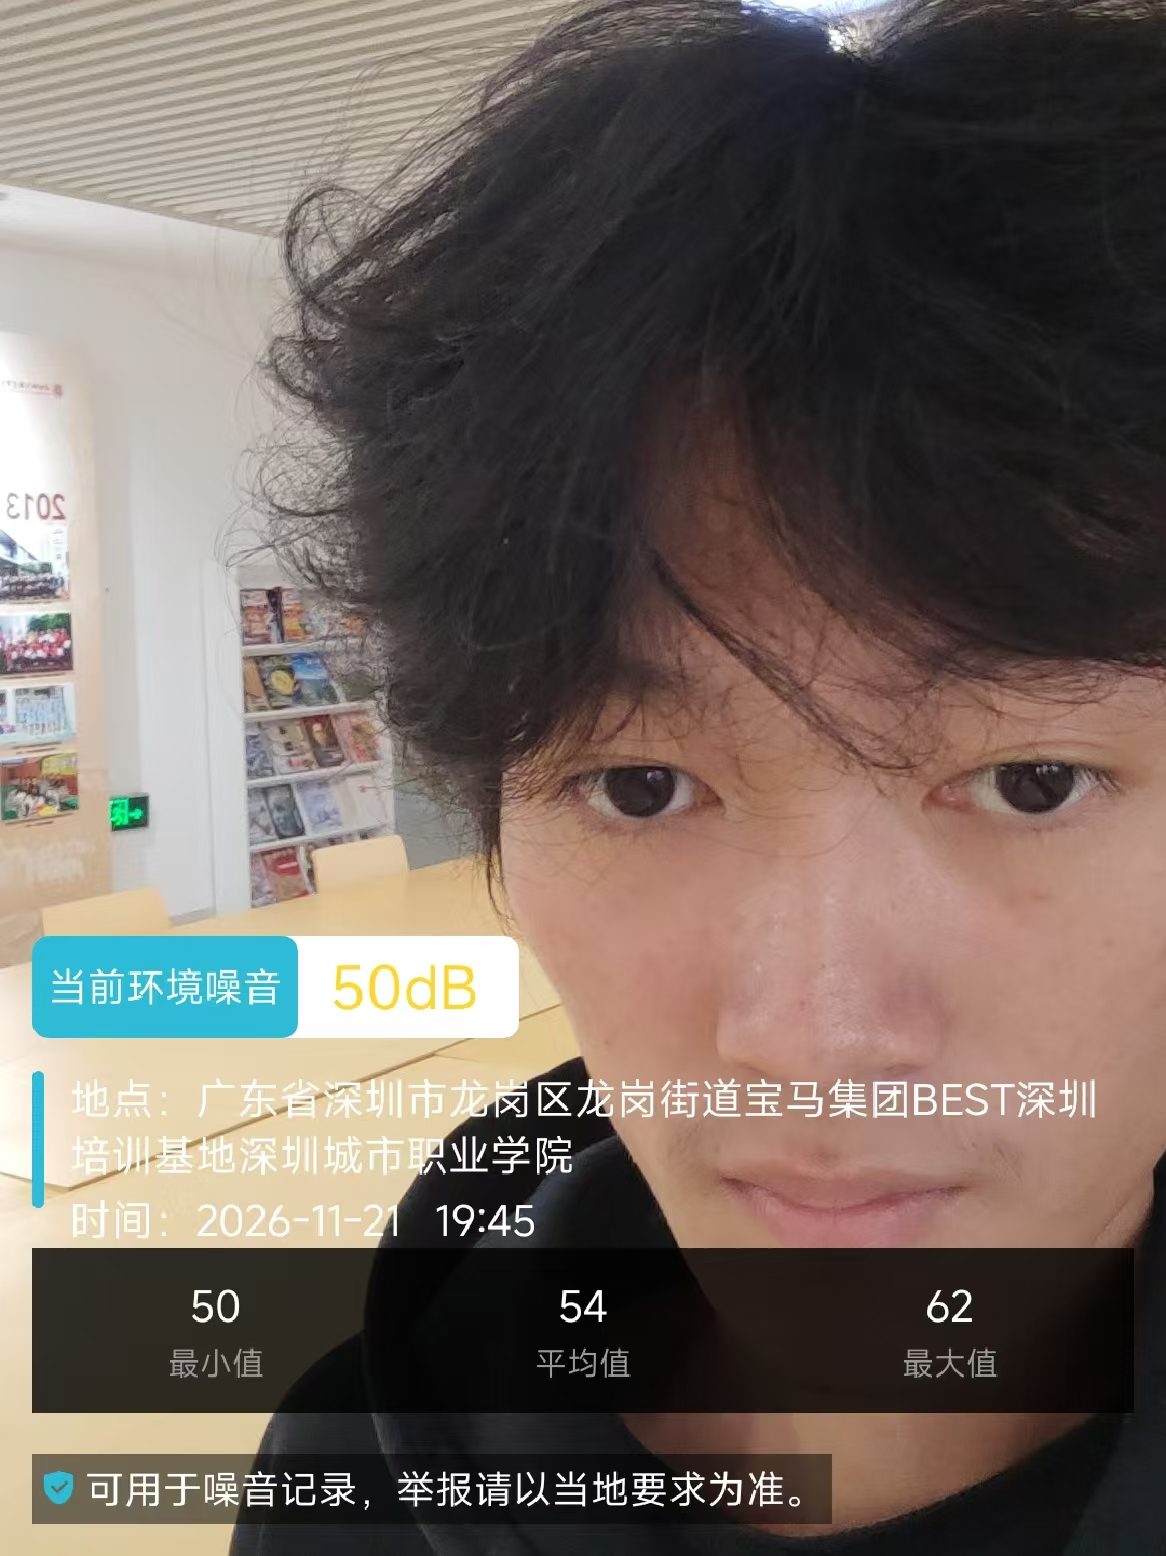 2013
当前环境噪音 50dB
地点：广东省深圳市龙岗区龙岗街道宝马集团BEST深圳
培训基地深圳城市职业学院
时间：2026-11-21 19:45
50 54 62
最小值 平均值 最大值
可用于噪音记录，举报请以当地要求为准。